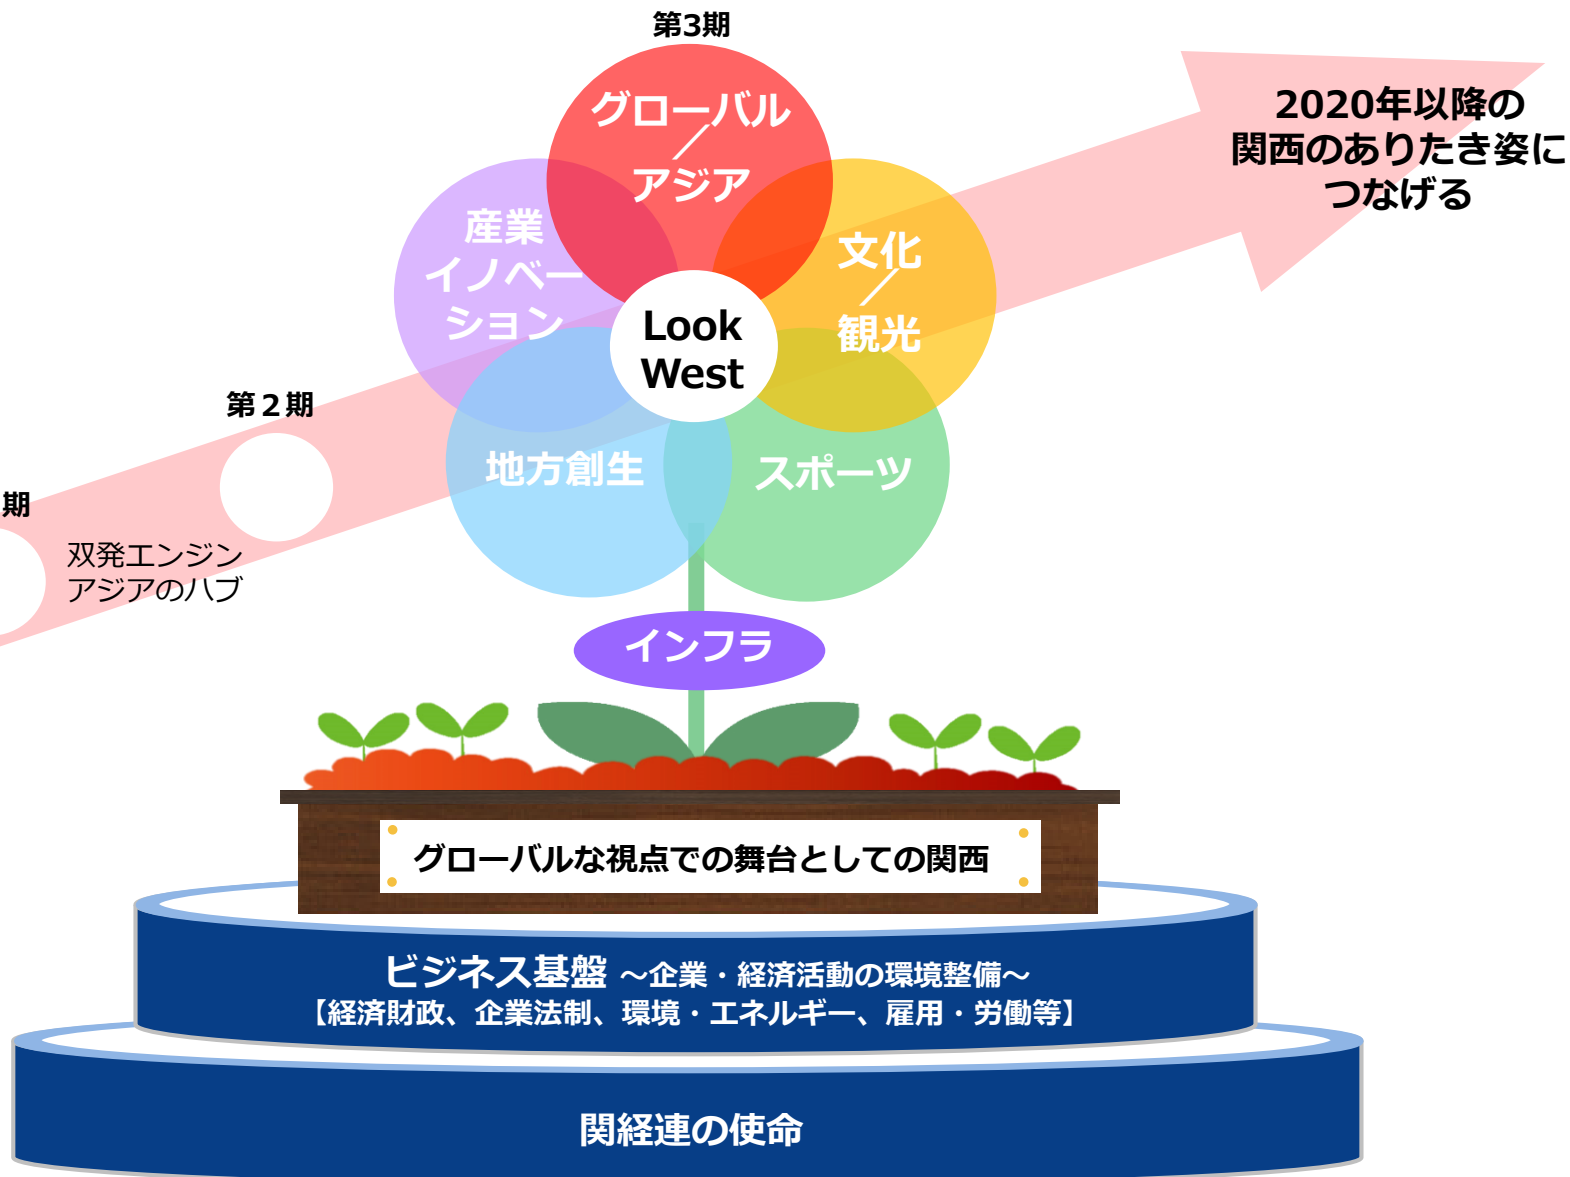 第3期
グローバル
／
アジア
2020年以降の
関西のありたき姿に
つなげる
産業
イノベー
ション
文化
／
観光
Look
West
第２期
地方創生
スポーツ
期
双発エンジン
アジアのハブ
インフラ
グローバルな視点での舞台としての関西
ビジネス基盤 ～企業・経済活動の環境整備～
【経済財政、企業法制、環境・エネルギー、雇用・労働等】
関経連の使命